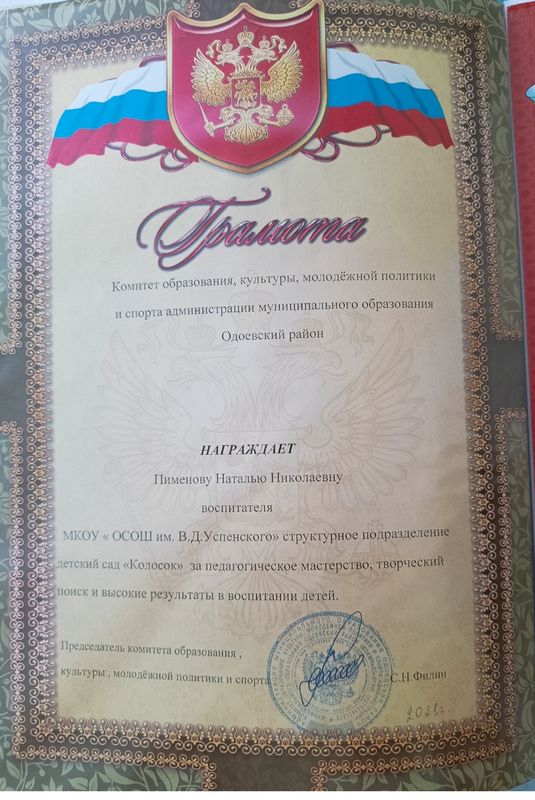 Грамота
Комитет образования, культуры, молодёжной политики
и спорта администрации муниципального образования
Одоевский район
НАГРАЖДАЕТ
Пименову Наталью Николаевну
воспитателя
МКОУ « ОСОШ им. В.Д.Успенского» структурное подразделение
детский сад «Колосок» за педагогическое мастерство, творческий
поиск и высокие результаты в воспитании детей.
Председатель комитета образования ,
культуры , молодёжной политики и спорта
С.Н.Филин
2021г.